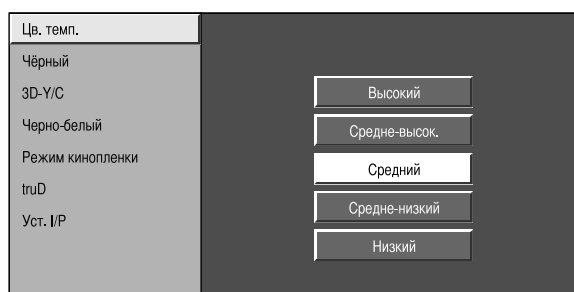 Цв. темп.
Чёрный
3D-Y/C
Черно-белый
Режим кинопленки
truD
Уст. I/P
Высокий
Средне-высок.
Средний
Средне-низкий
Низкий